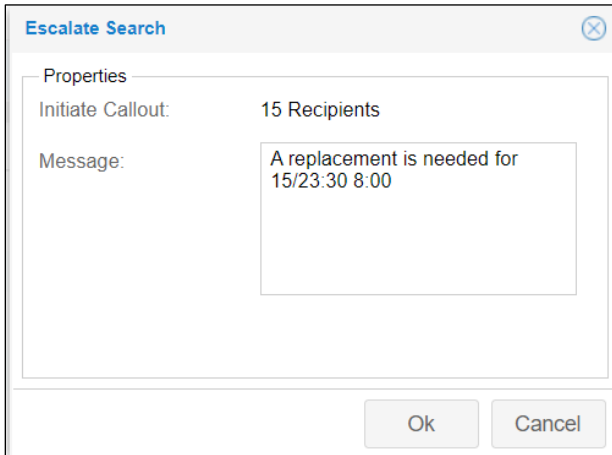 Escalate Search
Properties
Initiate Callout: 15 Recipients
Message: A replacement is needed for
15/23:30 8:00
Ok Cancel